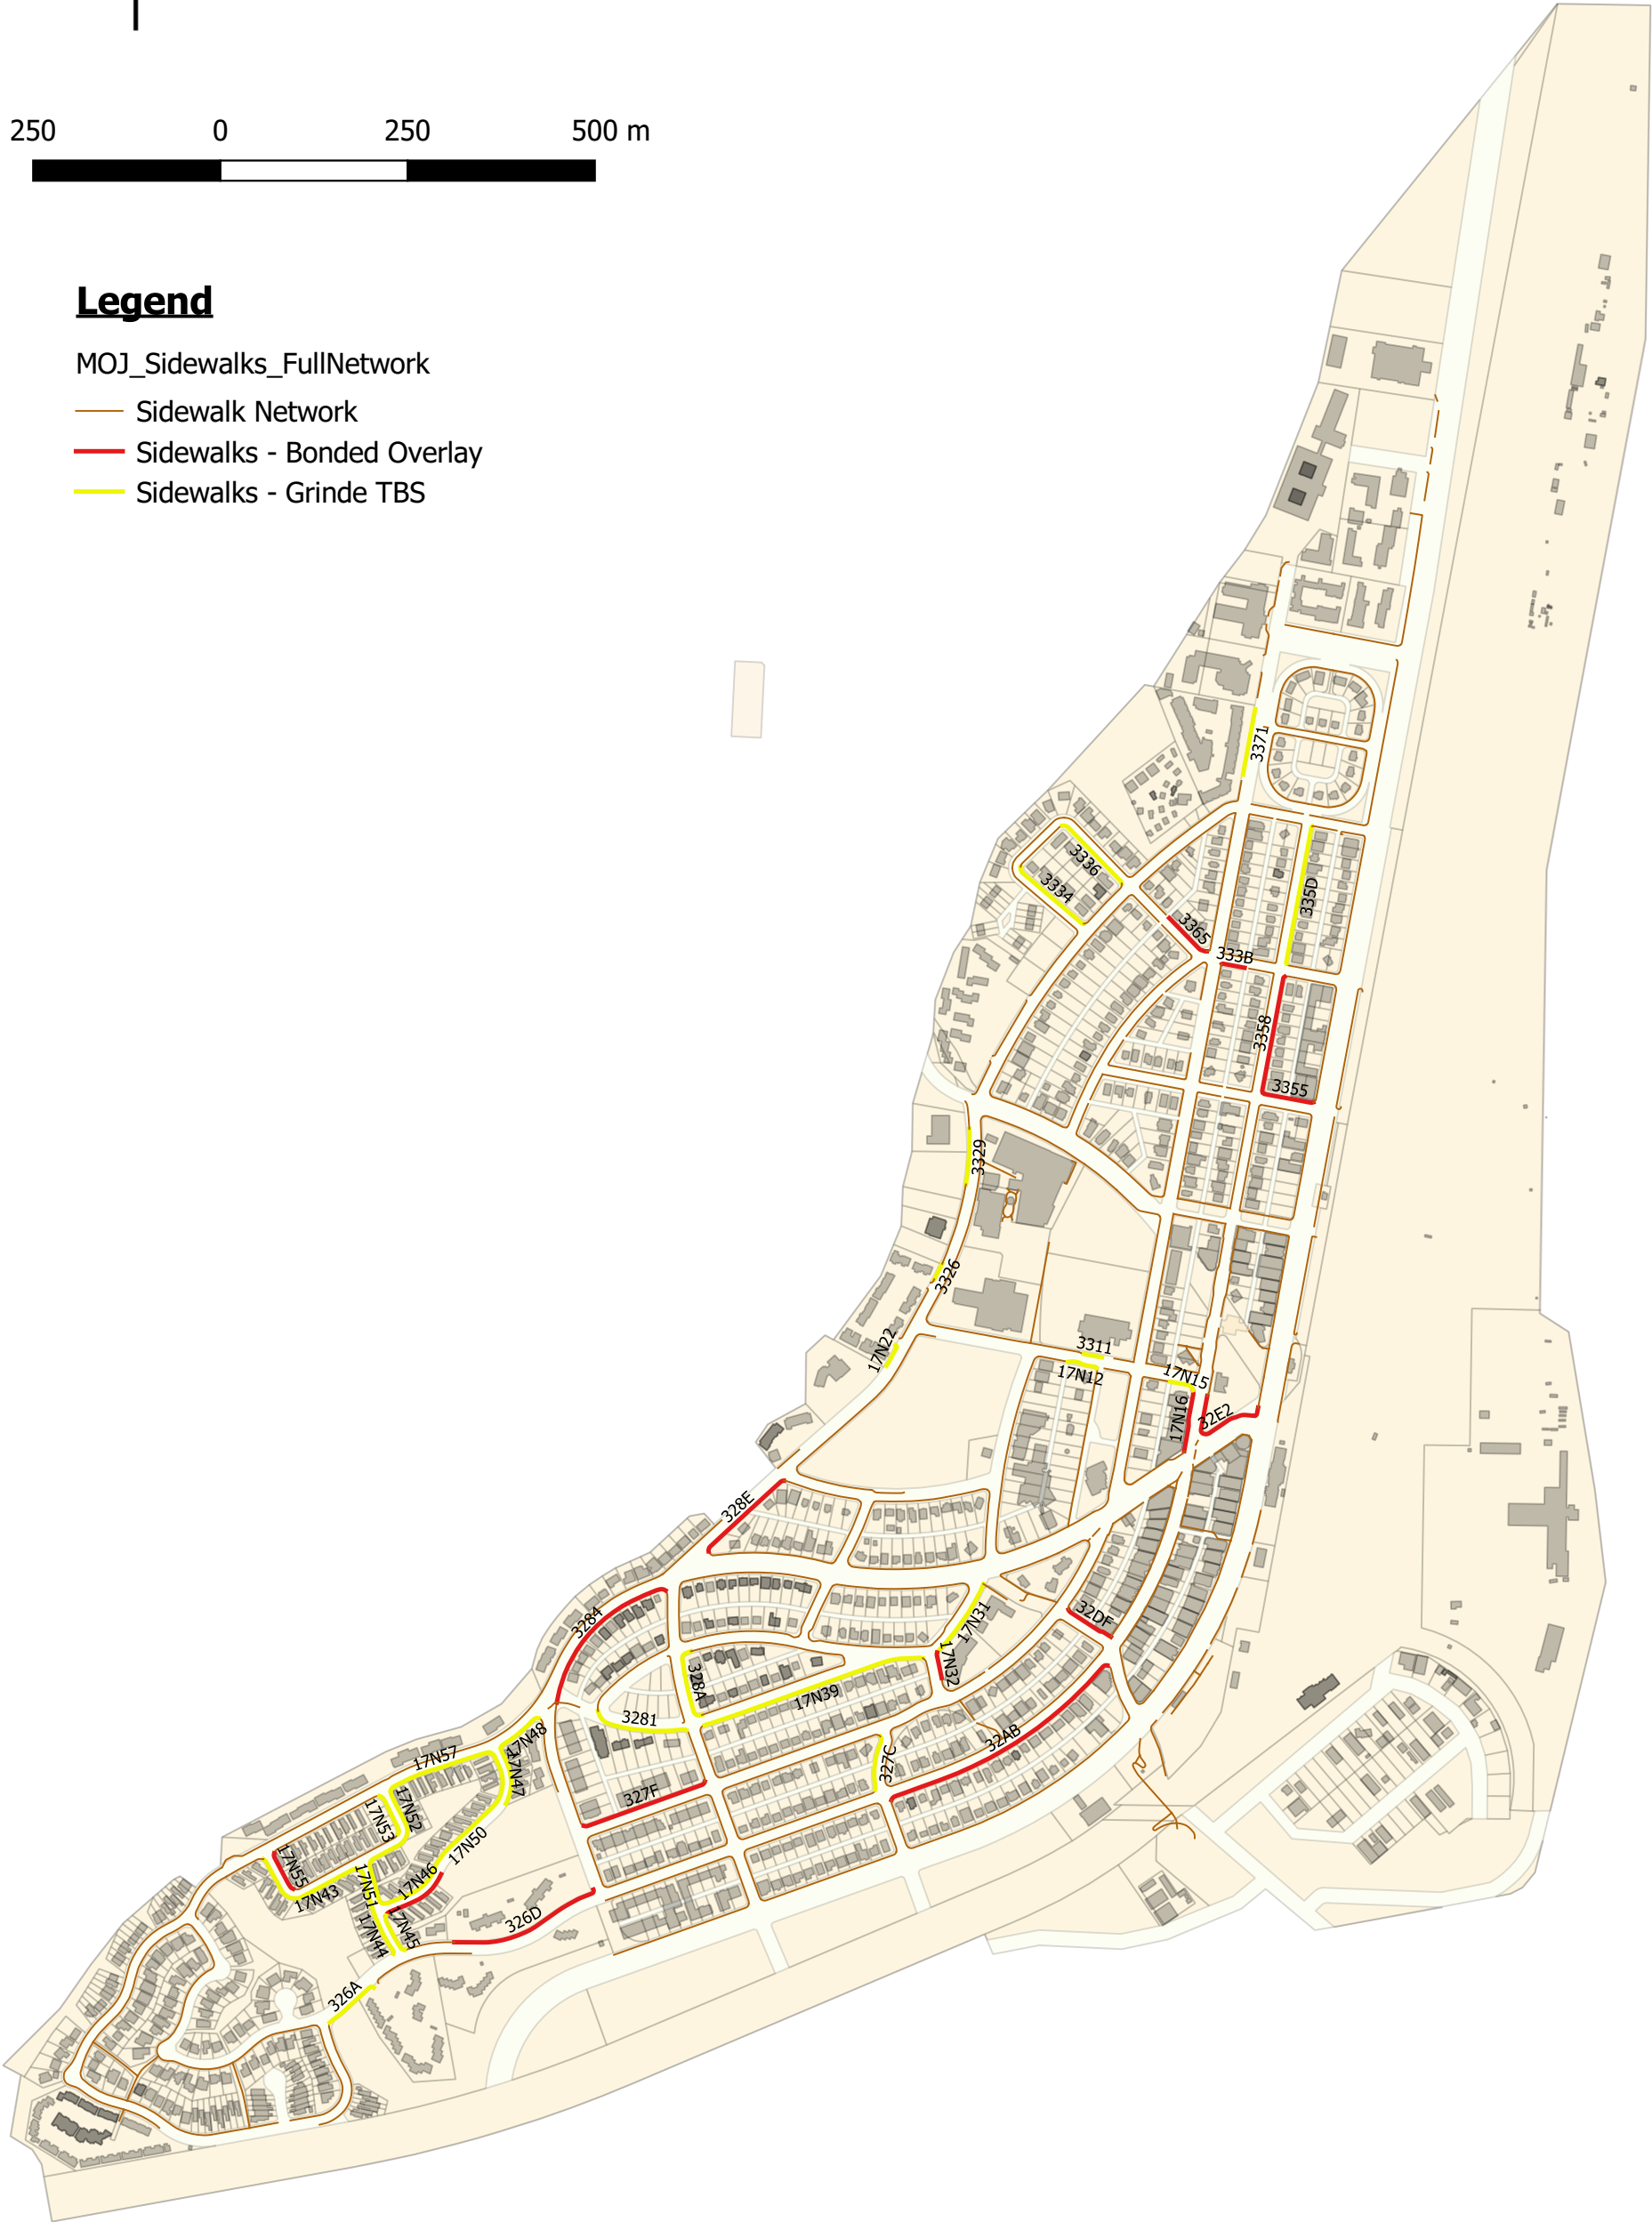 250 0 250 500 m
Legend
MOJ_Sidewalks_FullNetwork
Sidewalk Network
Sidewalks - Bonded Overlay
Sidewalks - Grinde TBS
3371
3336
3334
335D
3365
333B
3358
3355
3329
3326
17N22
3311
17N12
17N15
17N16
32E2
328E
3284
32DF
17N31
17N32
328A
17N39
3281
32AB
17N48
17N57
17N47
327C
327F
17N52
17N53
17N50
17N55
17N46
17N51
17N43
326D
17N45
17N44
326A